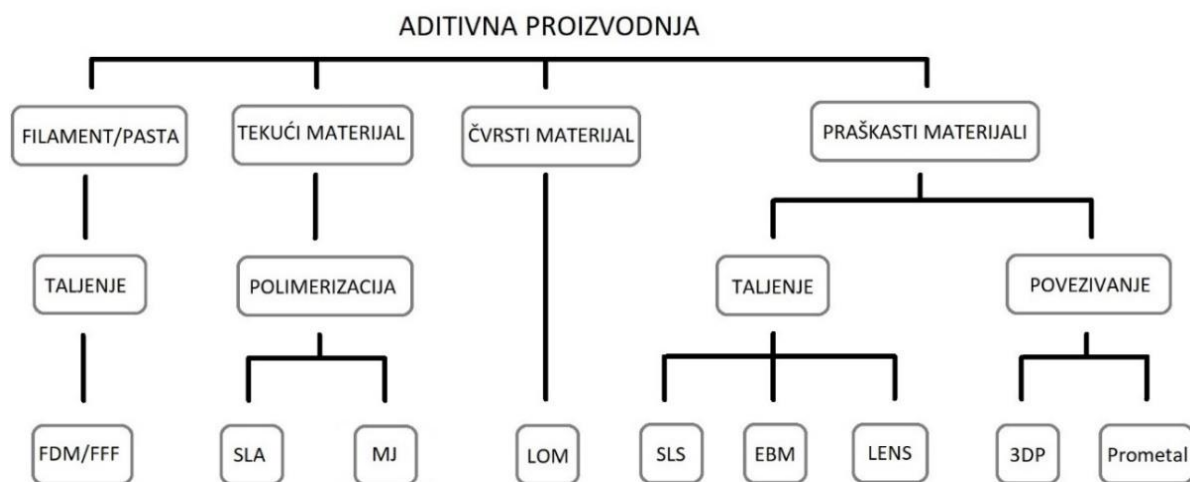 ADITIVNA PROIZVODNJA
FILAMENT/PASTA
TEKUĆI MATERIJAL
ČVRSTI MATERIJAL
PRAŠKASTI MATERIJALI
TALJENJE
POLIMERIZACIJA
TALJENJE
POVEZIVANJE
FDM/FFF
SLA
MJ
LOM
SLS
EBM
LENS
3DP
Prometal